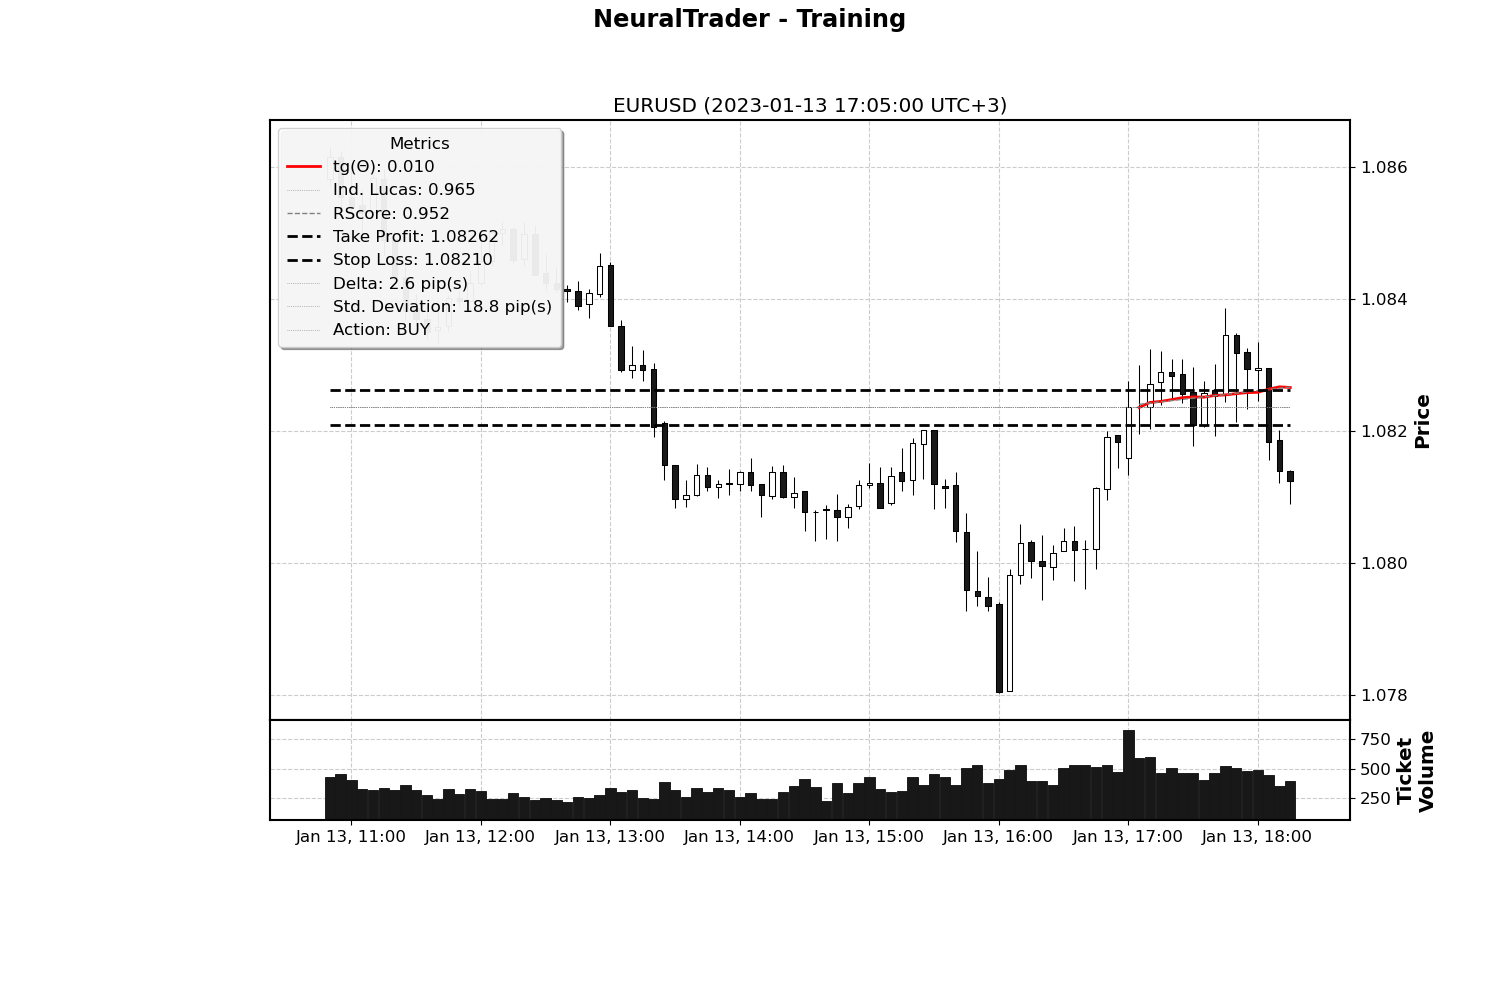 NeuralTrader - Training
EURUSD (2023-01-13 17:05:00 UTC+3)
Metrics
tg(Θ): 0.010
Ind. Lucas: 0.965
RScore: 0.952
Take Profit: 1.08262
Stop Loss: 1.08210
Delta: 2.6 pip(s)
Std. Deviation: 18.8 pip(s)
Action: BUY
1.086
1.084
1.082
1.080
1.078
Price
750
500
250
Ticket
Volume
Jan 13, 11:00
Jan 13, 12:00
Jan 13, 13:00
Jan 13, 14:00
Jan 13, 15:00
Jan 13, 16:00
Jan 13, 17:00
Jan 13, 18:00